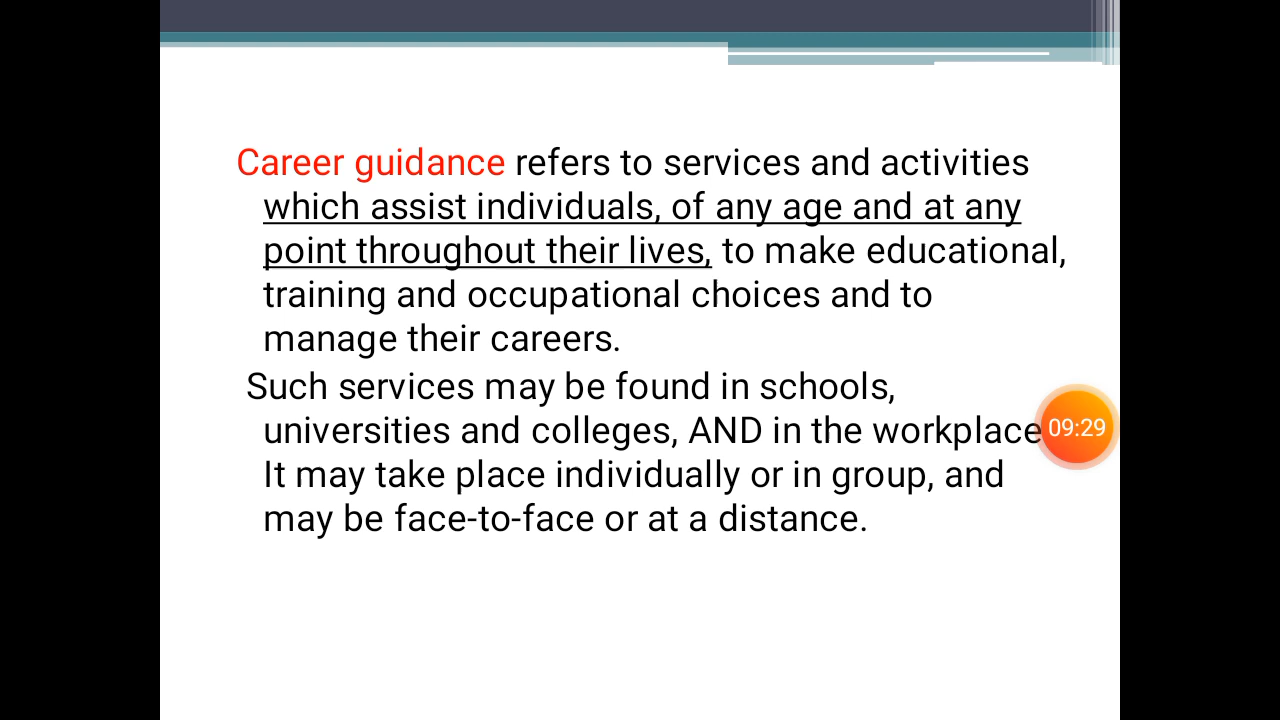 Career guidance refers to services and activities
which assist individuals, of any age and at any
point throughout their lives, to make educational,
training and occupational choices and to
manage their careers.
Such services may be found in schools,
universities and colleges, AND in the workplace
09:29
It may take place individually or in group, and
may be face-to-face or at a distance.